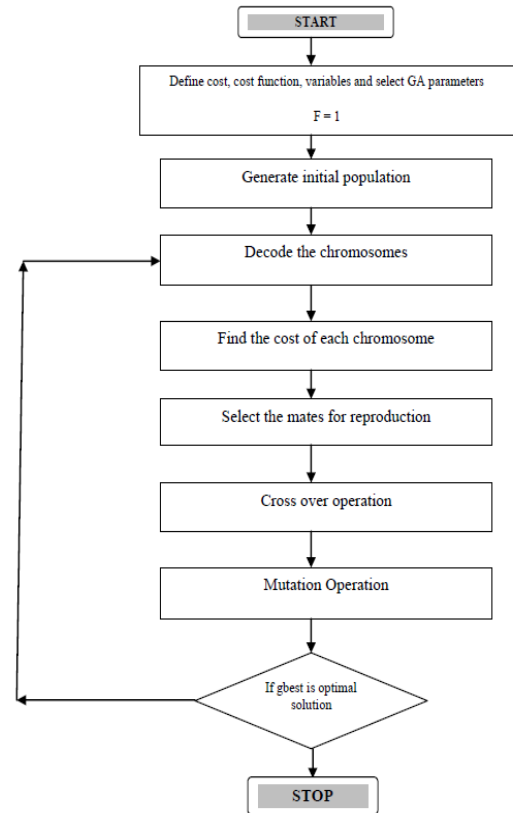 START
Define cost, cost function, variables and select GA parameters
F = 1
Generate initial population
Decode the chromosomes
Find the cost of each chromosome
Select the mates for reproduction
Cross over operation
Mutation Operation
If gbest is optimal
solution
STOP